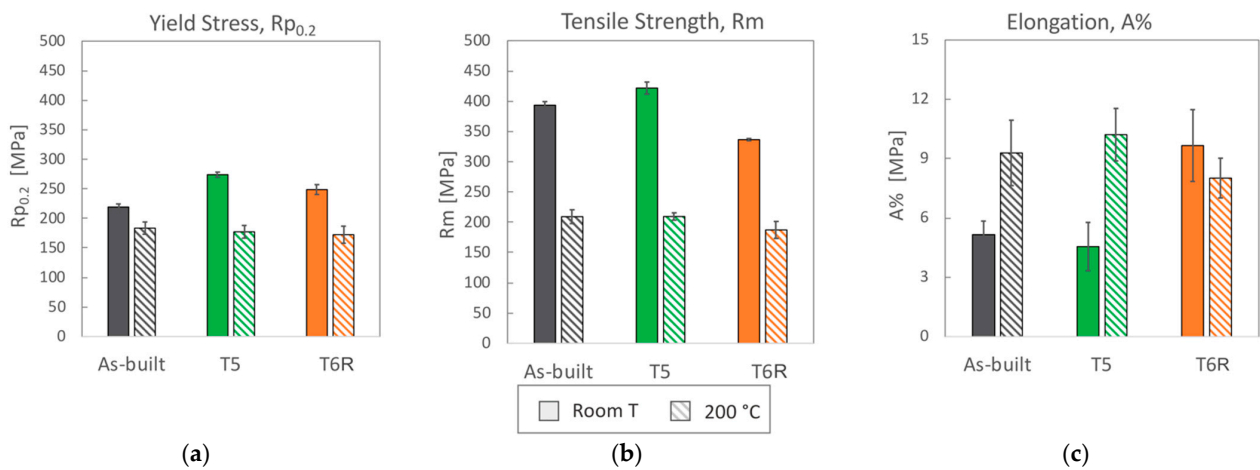 Yield Stress, Rp0.2
500
450
400
350
300
250
200
150
100
50
0
Rp0.2 [MPa]
As-built T5 T6R
(a)
Tensile Strength, Rm
500
450
400
350
300
250
200
150
100
50
0
Rm [MPa]
As-built T5 T6R
Room T 200 °C
(b)
Elongation, A%
15
12
9
6
3
0
A% [MPa]
As-built T5 T6R
(c)